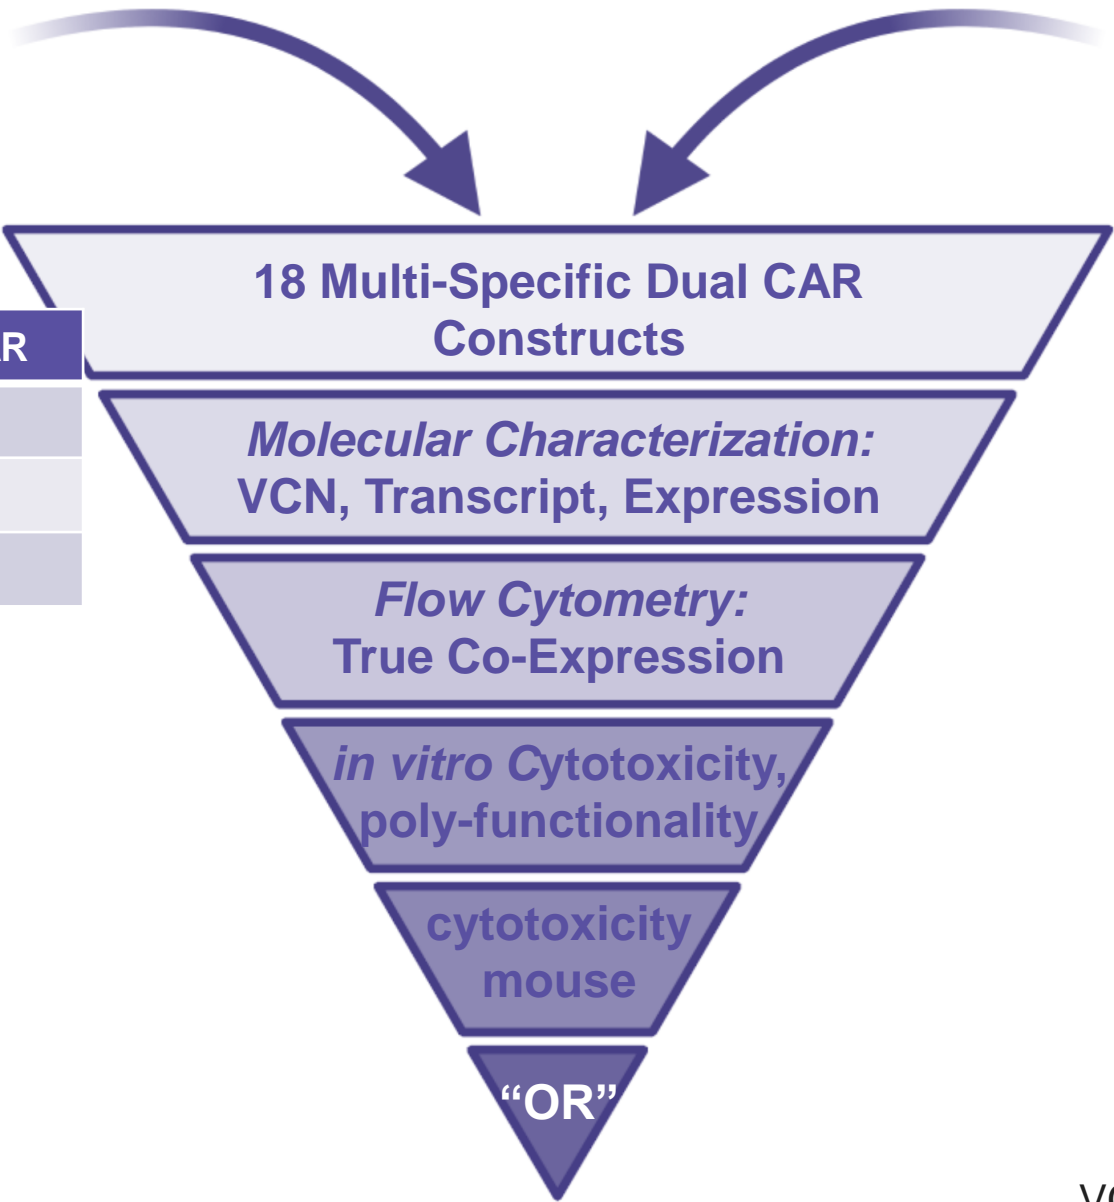 18 Multi-Specific Dual CAR
Constructs
Molecular Characterization:
VCN, Transcript, Expression
Flow Cytometry:
True Co-Expression
in vitro Cytotoxicity,
poly-functionality
cytotoxicity
mouse
“OR”